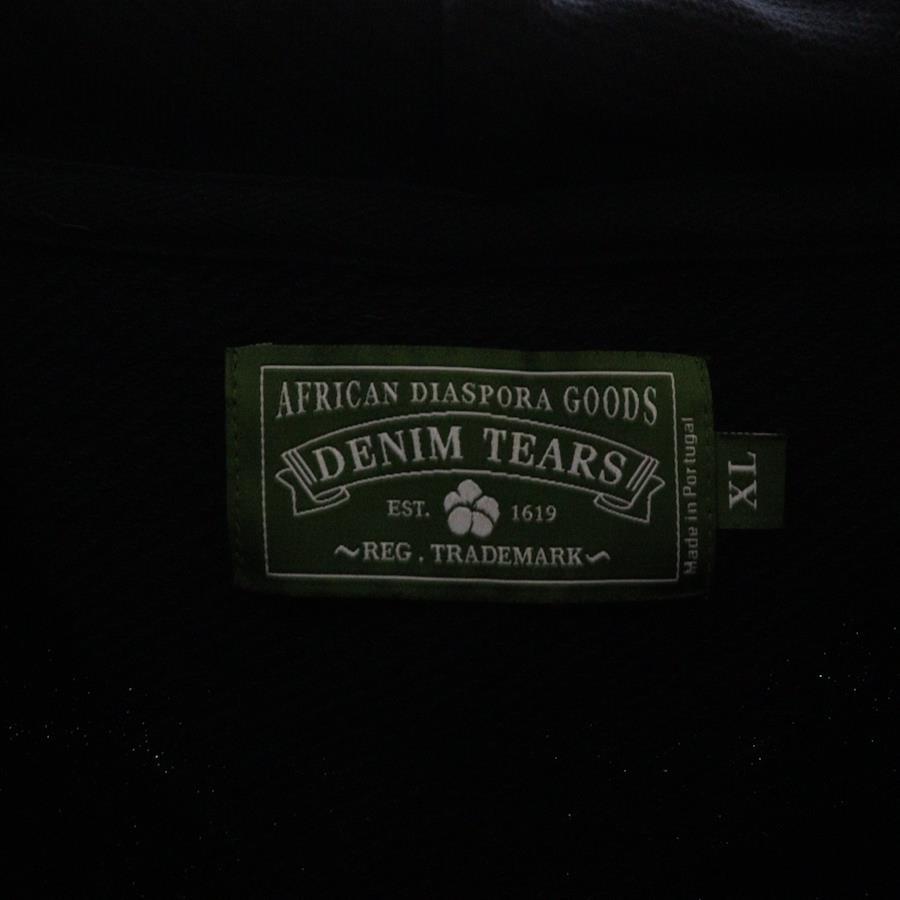 AFRICAN DIASPORA GOODS
DENIM TEARS
EST. 1619
~REG. TRADEMARK~
Made in Portugal
XL